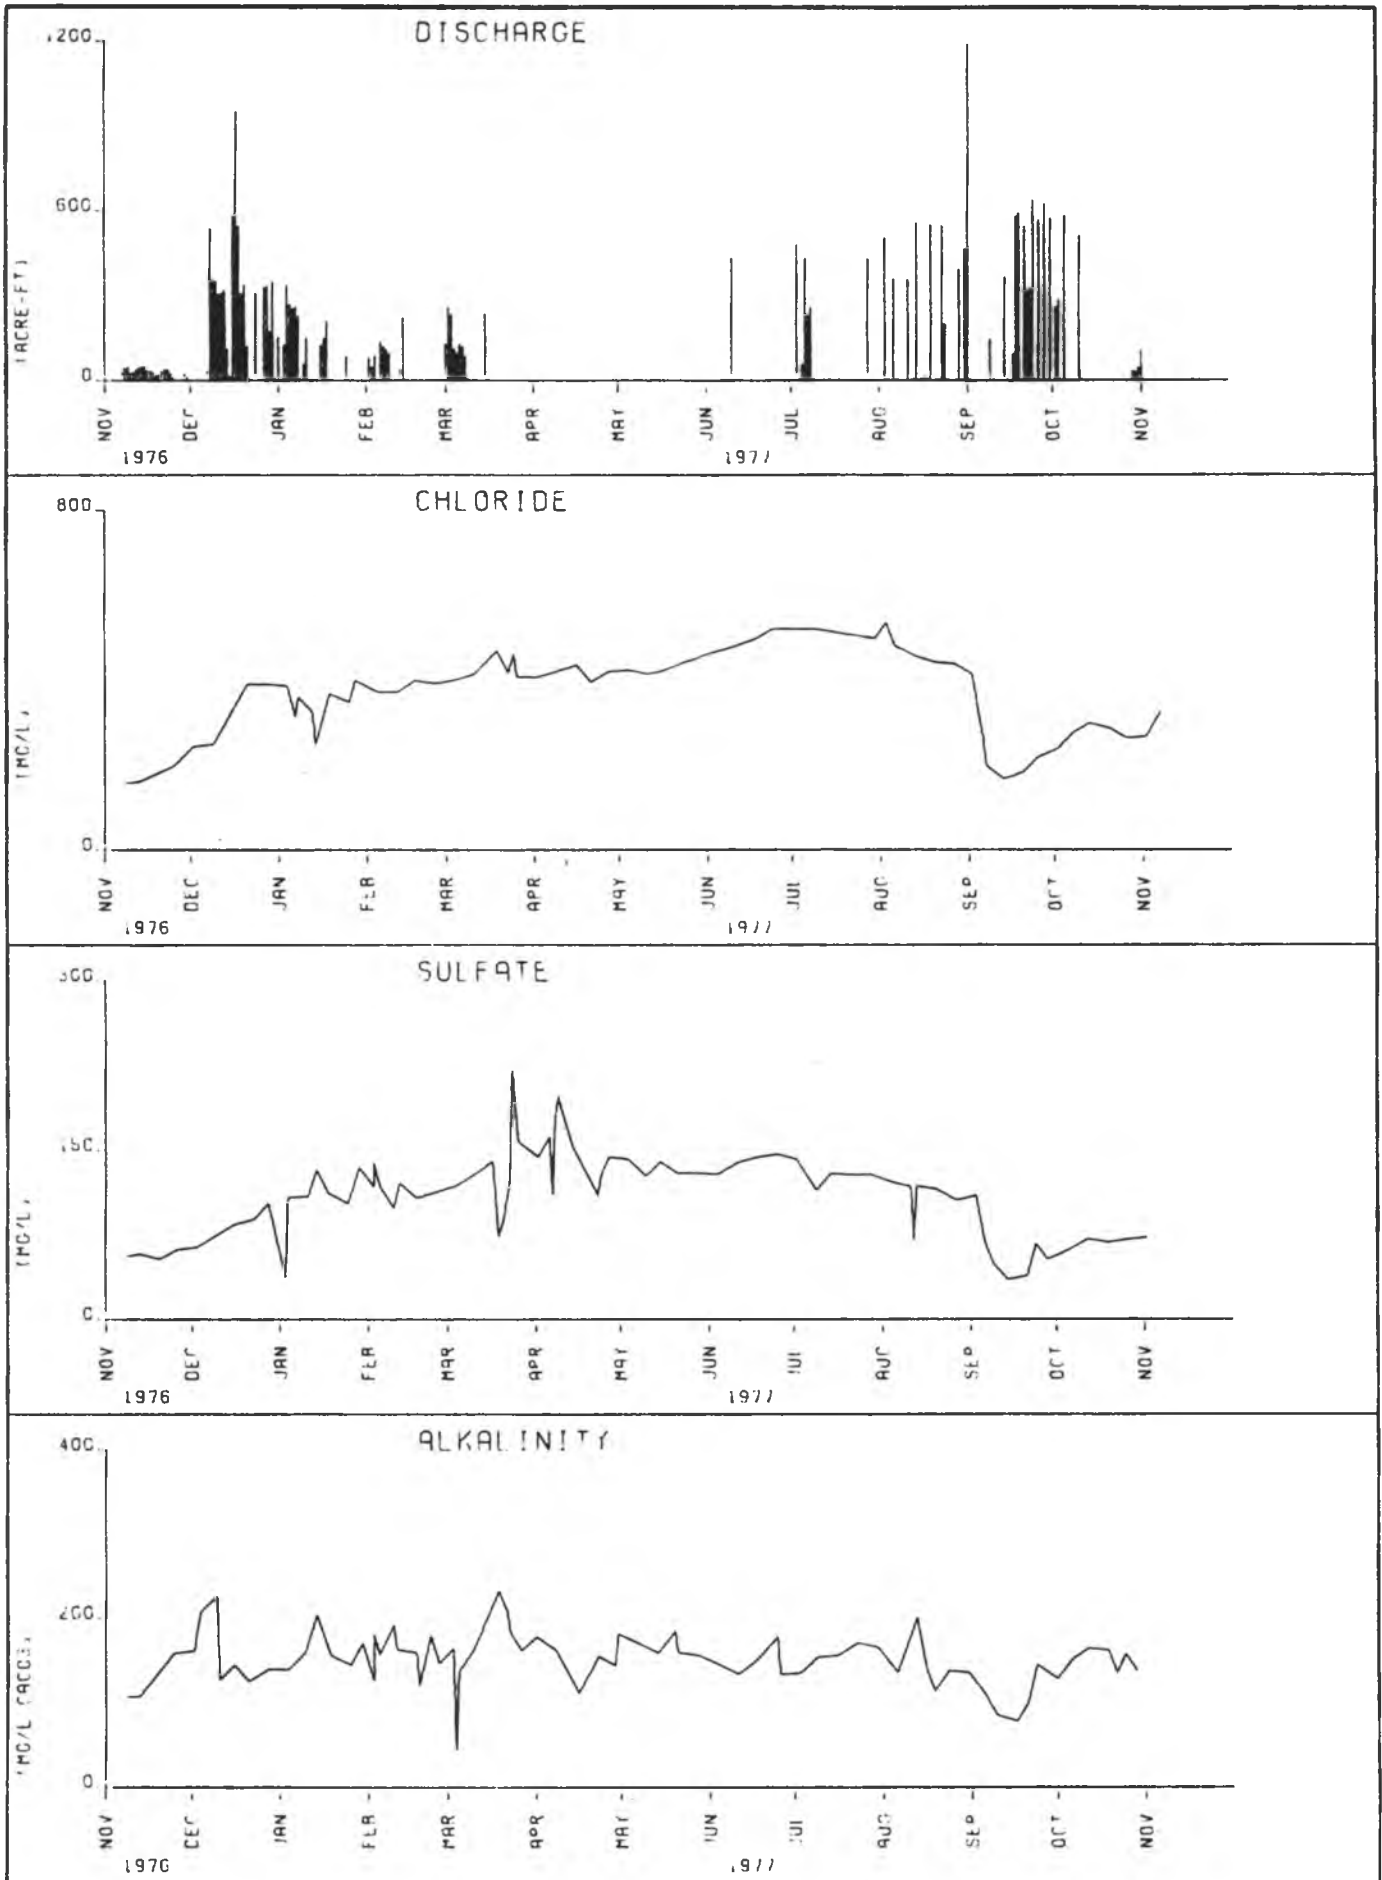 DISCHARGE
1200.
600.
0.
(ACRE-FT)
NOV DEC JAN FEB MAR APR MAY JUN JUL AUG SEP OCT NOV
1976 1977
CHLORIDE
800.
0.
(MG/L)
NOV DEC JAN FEB MAR APR MAY JUN JUL AUG SEP OCT NOV
1976 1977
SULFATE
300.
150.
0.
(MG/L)
NOV DEC JAN FEB MAR APR MAY JUN JUL AUG SEP OCT NOV
1976 1977
ALKALINITY
400.
200.
0.
(MG/L CACO3)
NOV DEC JAN FEB MAR APR MAY JUN JUL AUG SEP OCT NOV
1976 1977